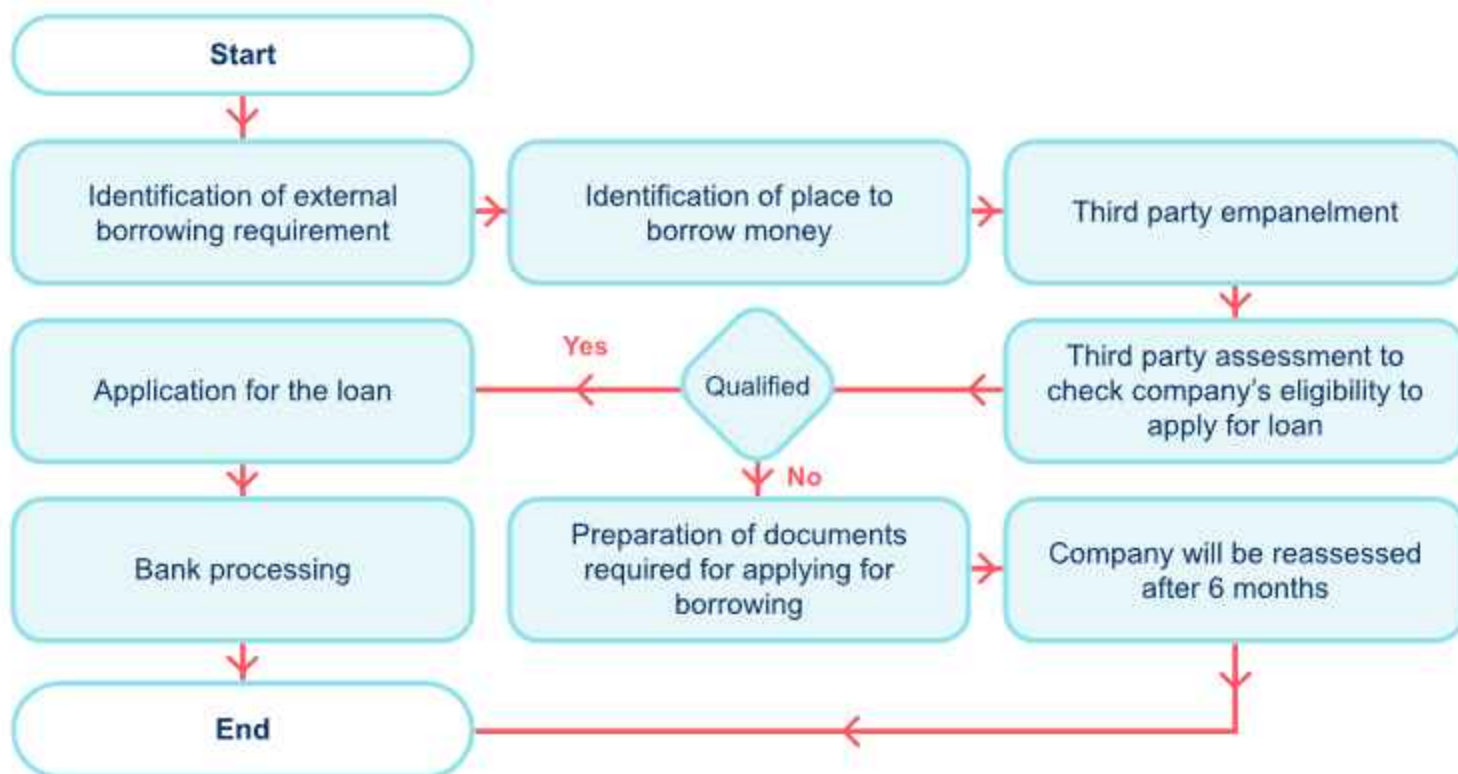 Start
Identification of external
borrowing requirement
Identification of place to
borrow money
Third party empanelment
Third party assessment to
check company's eligibility to
apply for loan
Qualified
Yes
Application for the loan
No
Bank processing
Preparation of documents
required for applying for
borrowing
Company will be reassessed
after 6 months
End